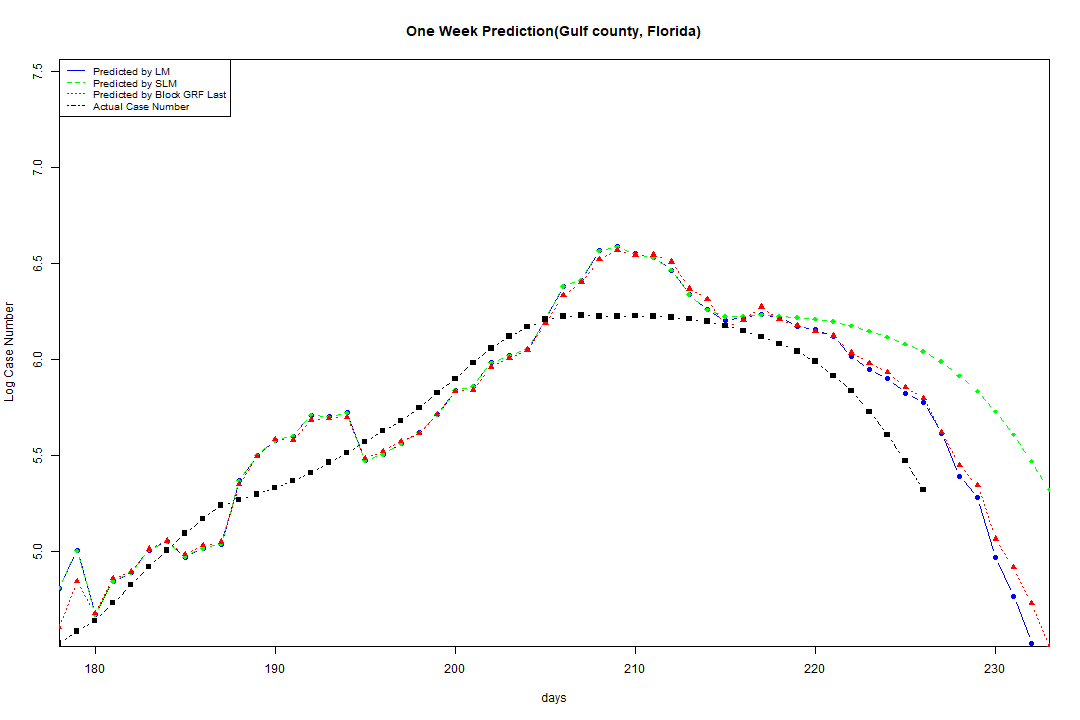 One Week Prediction(Gulf county, Florida)
Predicted by LM
Predicted by SLM
Predicted by Block GRF Last
Actual Case Number
7.5
7.0
6.5
6.0
5.5
5.0
Log Case Number
180 190 200 210 220 230
days